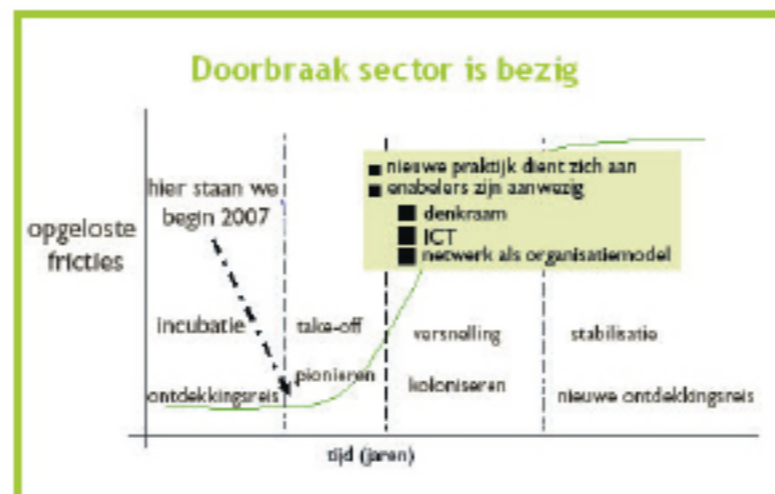 Doorbraak sector is bezig
nieuwe praktijk dient zich aan
enabelers zijn aanwezig
denkraam
ICT
netwerk als organisatiemodel
hier staan we
begin 2007
opgeloste
fricties
incubatie
take-off
versnelling
stabilisatie
ontdekkingsreis
pionieren
koloniseren
nieuwe ontdekkingsreis
tijd (jaren)